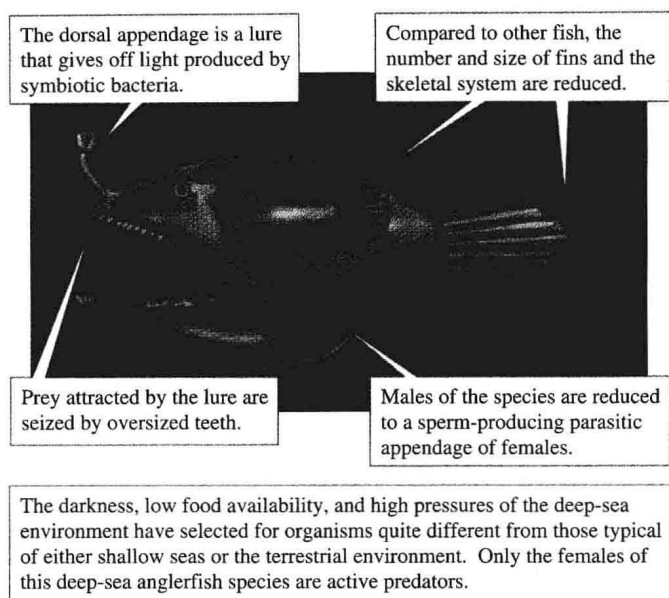 The dorsal appendage is a lure
that gives off light produced by
symbiotic bacteria.
Compared to other fish, the
number and size of fins and the
skeletal system are reduced.
Prey attracted by the lure are
seized by oversized teeth.
Males of the species are reduced
to a sperm-producing parasitic
appendage of females.
The darkness, low food availability, and high pressures of the deep-sea
environment have selected for organisms quite different from those typical
of either shallow seas or the terrestrial environment. Only the females of
this deep-sea anglerfish species are active predators.